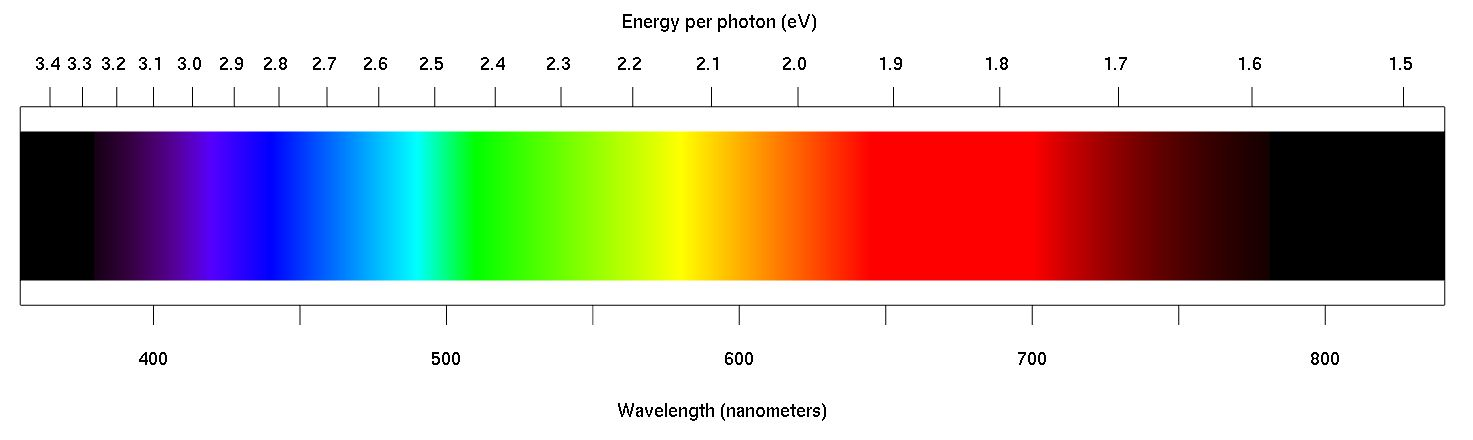 Energy per photon (eV)
3.4 3.3 3.2 3.1 3.0 2.9 2.8 2.7 2.6 2.5 2.4 2.3 2.2 2.1 2.0 1.9 1.8 1.7 1.6 1.5
400 500 600 700 800
Wavelength (nanometers)